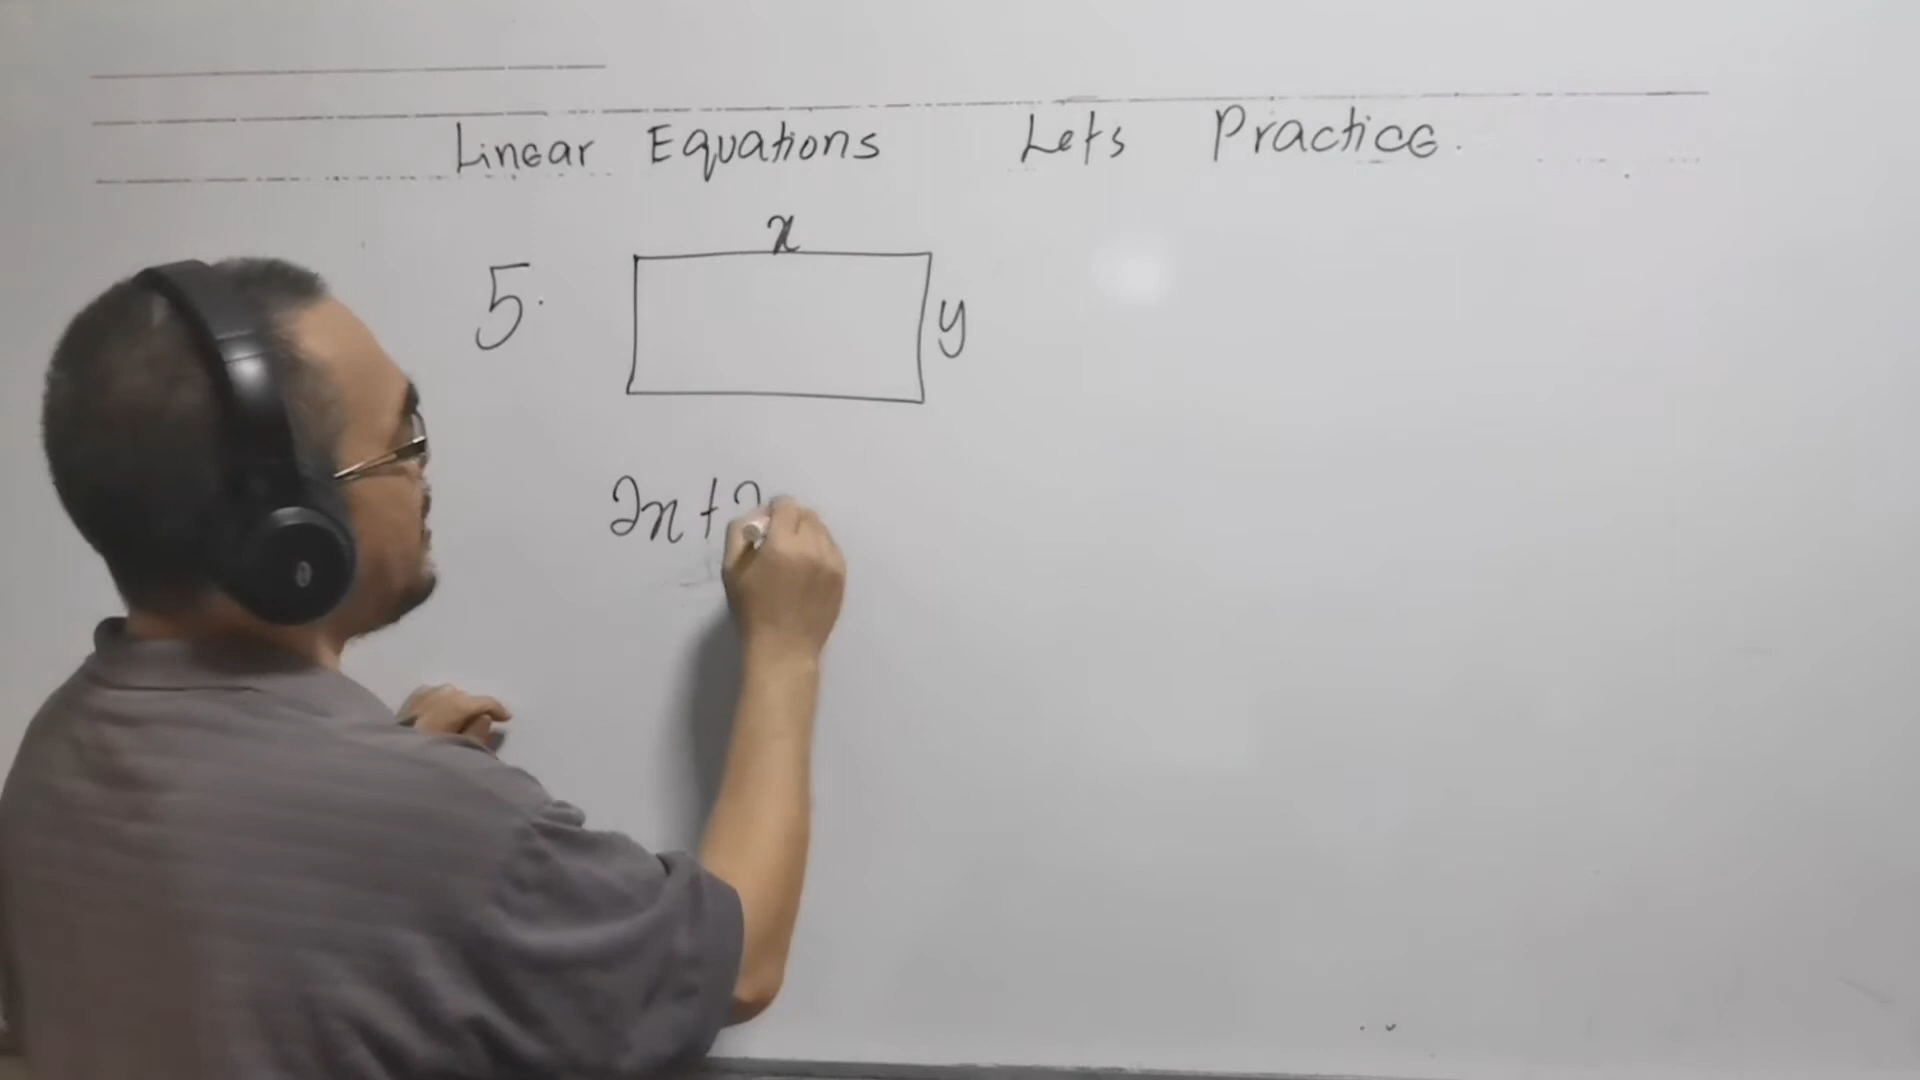 Linear Equations Lets Practice.
x
5. y
2x + 2